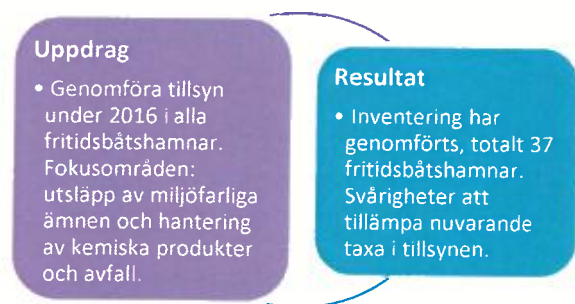 Uppdrag
• Genomföra tillsyn
under 2016 i alla
fritidsbåtshamnar.
Fokusområden:
utsläpp av miljöfarliga
ämnen och hantering
av kemiska produkter
och avfall.
Resultat
• Inventering har
genomförts, totalt 37
fritidsbåtshamnar.
Svårigheter att
tillämpa nuvarande
taxa i tillsynen.